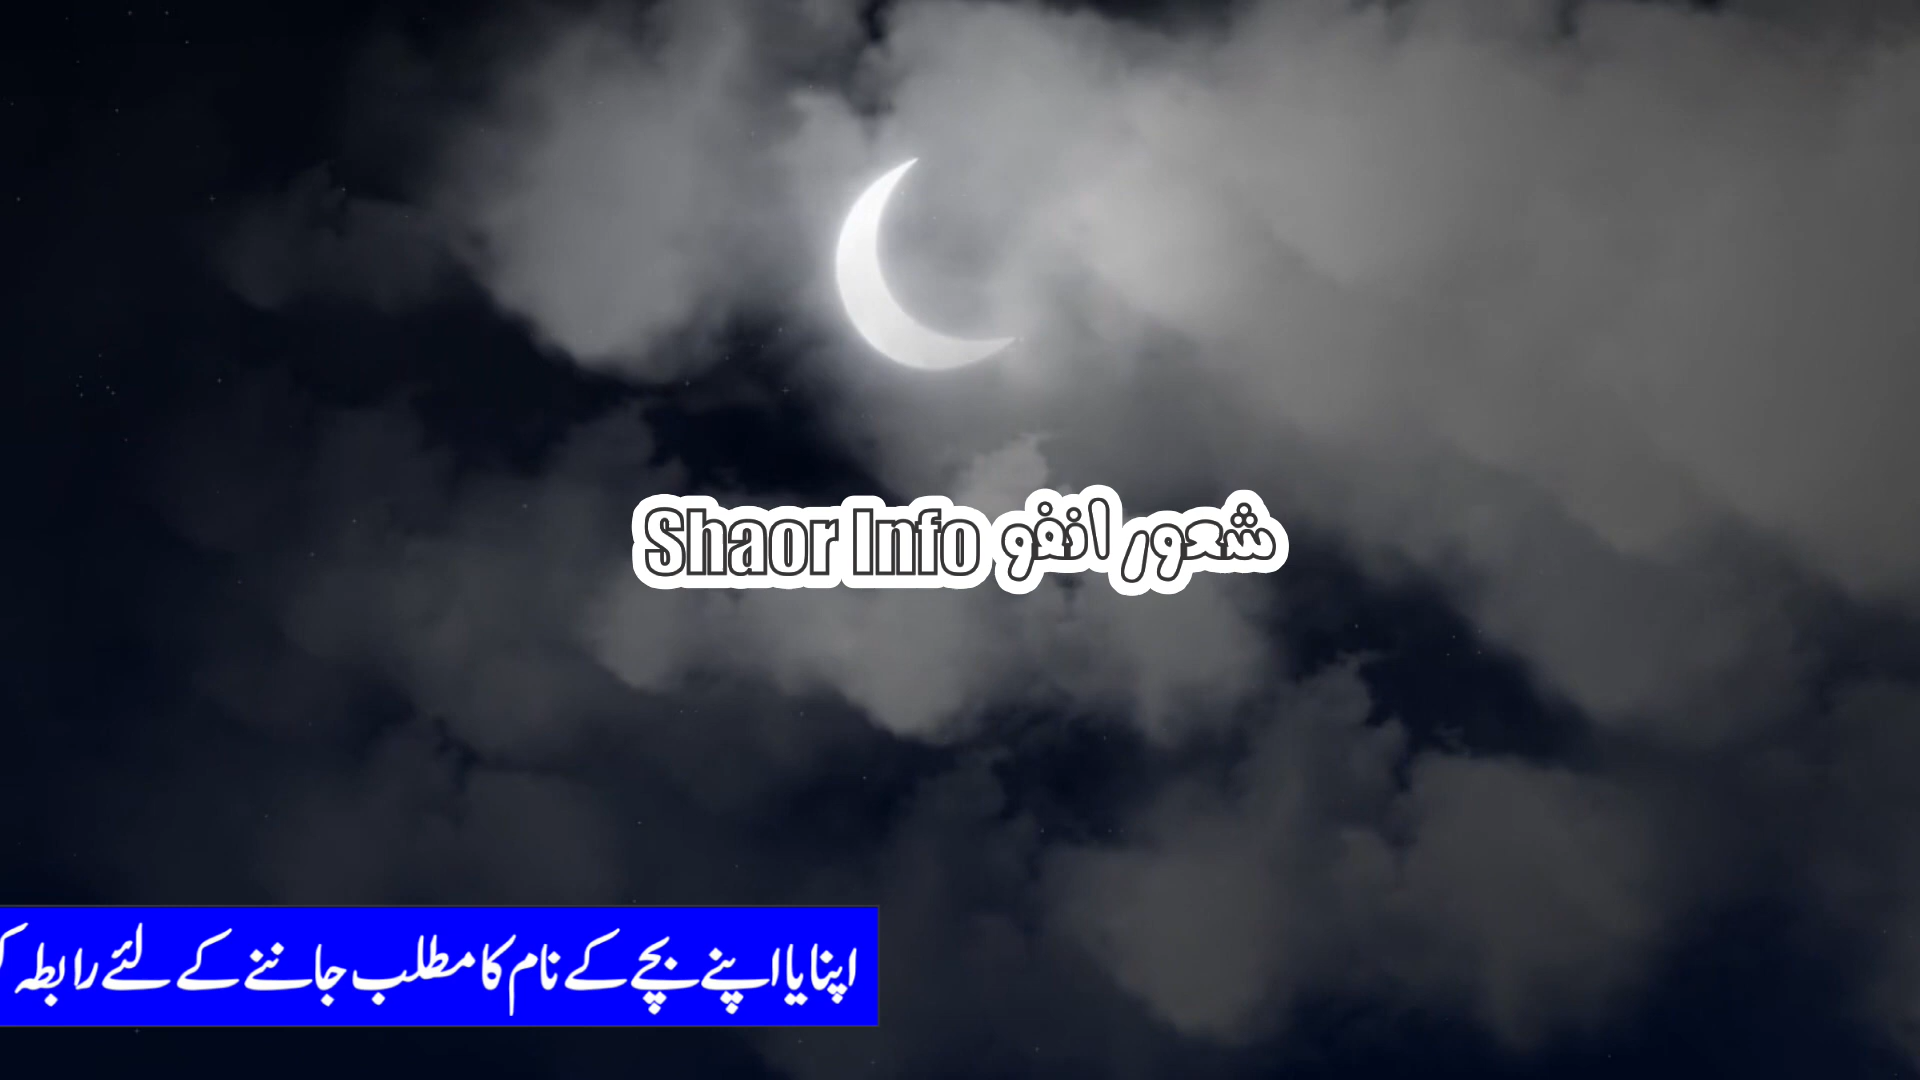 Shaor Info شعور انفو
اپنا یا اپنے بچے کے نام کا مطلب جاننے کے لئے رابطہ